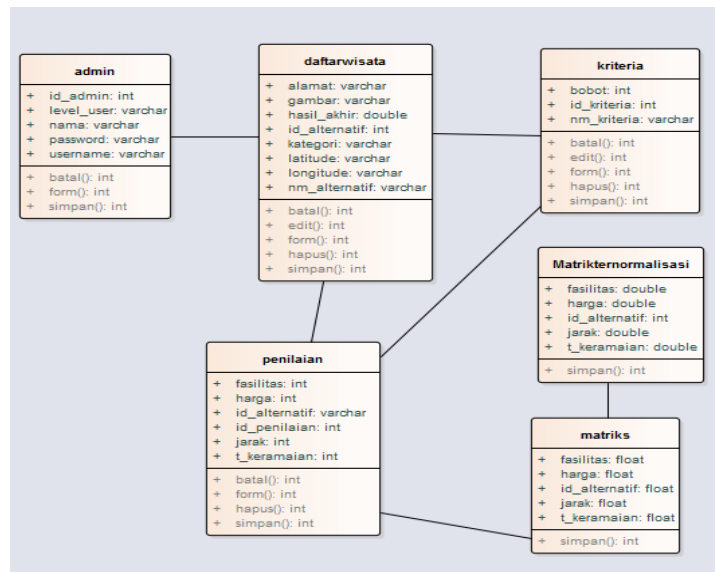 admin
+ id_admin: int
+ level_user: varchar
+ nama: varchar
+ password: varchar
+ username: varchar
+ batal(): int
+ form(): int
+ simpan(): int
daftarwisata
+ alamat: varchar
+ gambar: varchar
+ hasil_akhir: double
+ id_alternatif: int
+ kategori: varchar
+ latitude: varchar
+ longitude: varchar
+ nm_alternatif: varchar
+ batal(): int
+ edit(): int
+ form(): int
+ hapus(): int
+ simpan(): int
kriteria
+ bobot: int
+ id_kriteria: int
+ nm_kriteria: varchar
+ batal(): int
+ edit(): int
+ form(): int
+ hapus(): int
+ simpan(): int
Matrikternormalisasi
+ fasilitas: double
+ harga: double
+ id_alternatif: int
+ jarak: double
+ t_keramaian: double
+ simpan(): int
penilaian
+ fasilitas: int
+ harga: int
+ id_alternatif: varchar
+ id_penilaian: int
+ jarak: int
+ t_keramaian: int
+ batal(): int
+ form(): int
+ hapus(): int
+ simpan(): int
matriks
+ fasilitas: float
+ harga: float
+ id_alternatif: float
+ jarak: float
+ t_keramaian: float
+ simpan(): int